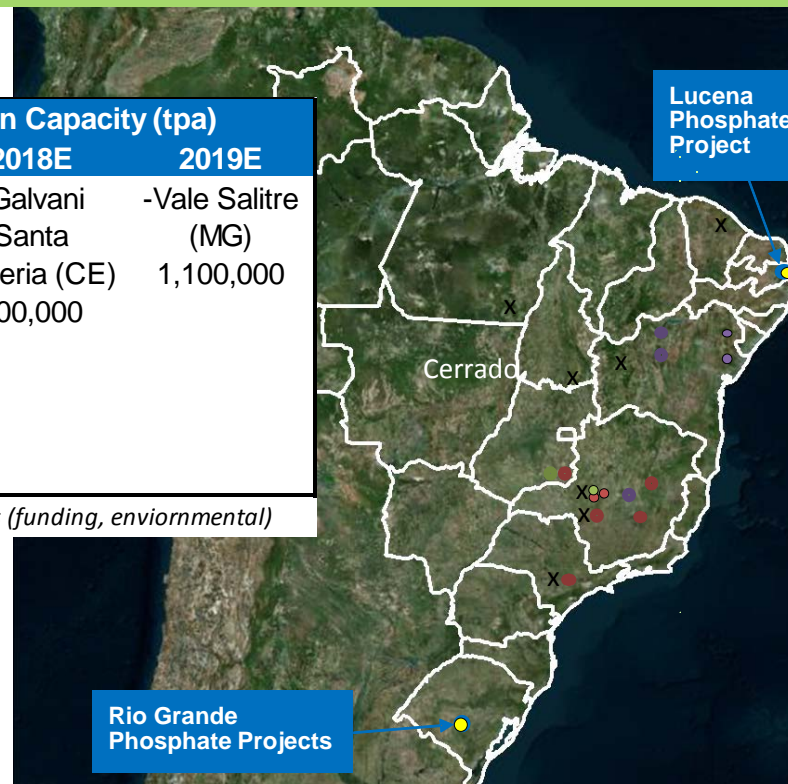 n Capacity (tpa)
2018E 2019E
Galvani -Vale Salitre
Santa (MG)
eria (CE) 1,100,000
00,000
(funding, enviornmental)
Lucena
Phosphate
Project
X
X
X
Cerrado
X
X
X
X
Rio Grande
Phosphate Projects